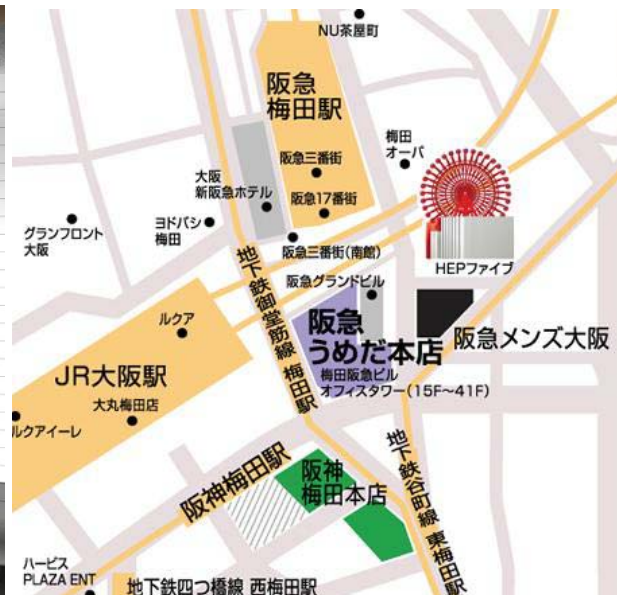 NU茶屋町
阪急
梅田駅
梅田
オーパ
阪急三番街
大阪
新阪急ホテル
阪急17番街
グランフロント
大阪
ヨドバシ
梅田
阪急三番街(南館)
HEPファイブ
阪急グランドビル
地下鉄御堂筋線 梅田駅
ルクア
阪急
うめだ本店
阪急メンズ大阪
梅田阪急ビル
オフィスタワー(15F〜41F)
JR大阪駅
大丸梅田店
ルクアイーレ
阪神梅田駅
阪神
梅田本店
地下鉄谷町線 東梅田駅
ハービス
PLAZA ENT
地下鉄四つ橋線 西梅田駅